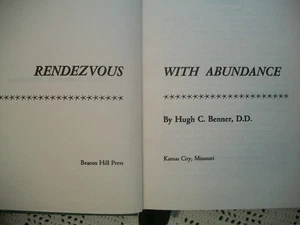 RENDEZVOUS WITH ABUNDANCE
By Hugh C. Benner, D.D.
Beacon Hill Press
Kansas City, Missouri